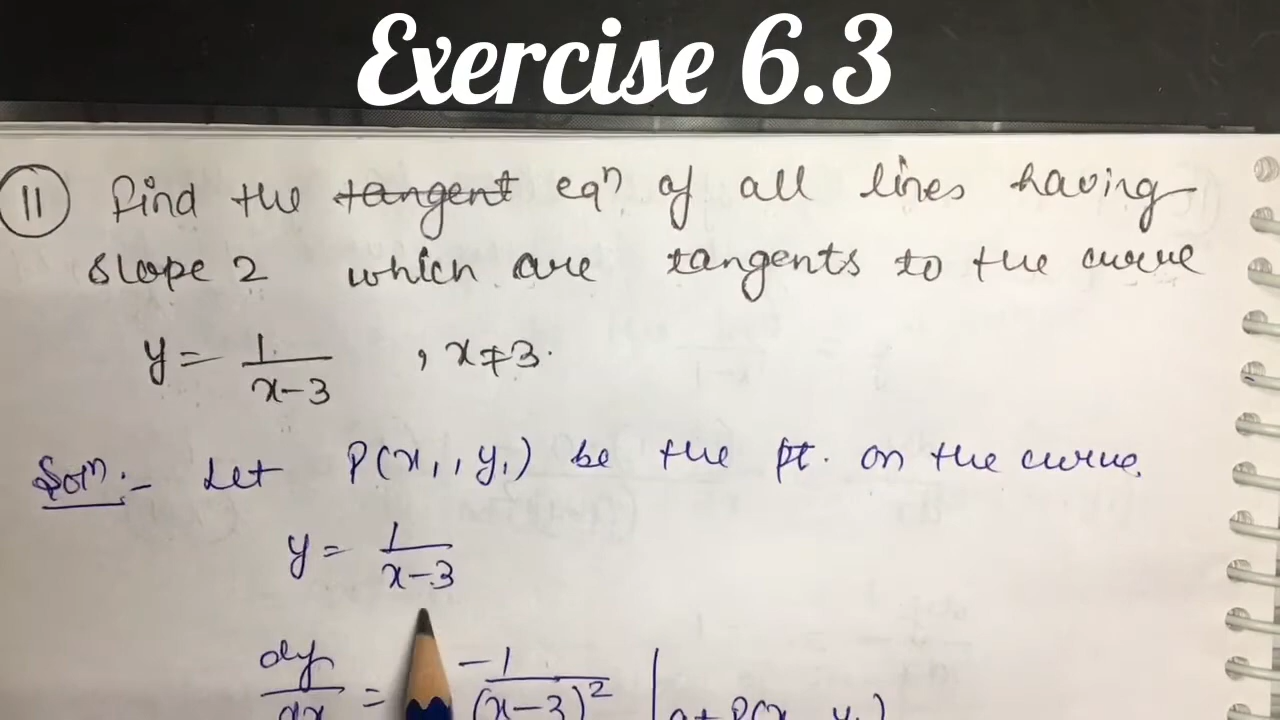 Exercise 6.3
11 find the tangent eqⁿ of all lines having
slope 2 which are tangents to the curve
y = 1/(x-3) , x≠3.
Solⁿ:- Let P(x₁, y₁) be the pt. on the curve
y = 1/(x-3)
dy/dx = -1/(x-3)² | at P(x, y,)